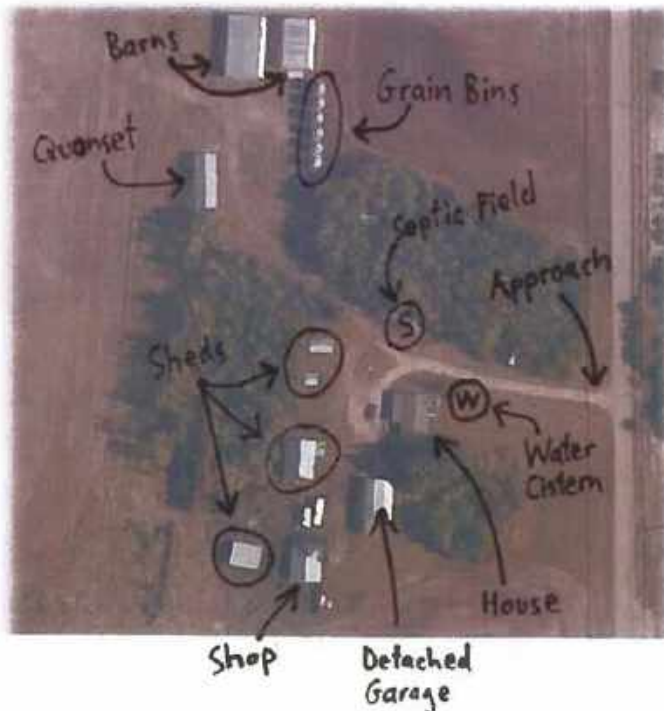 Barns
Grain Bins
Quonset
Septic Field
Approach
S
Sheds
W
Water
Cistern
House
Shop
Detached
Garage